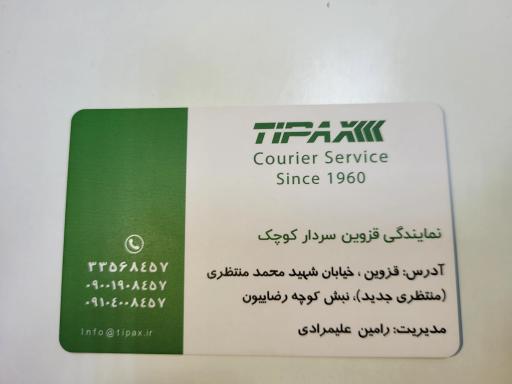 TIPAX
Courier Service
Since 1960
نمایندگی قزوین سردار کوچک
آدرس: قزوین ، خیابان شهید محمد منتظری
(منتظری جدید)، نبش کوچه رضاییون
مدیریت: رامین علیمرادی
۳۳۵۶۸۴۵۷
۰۹۰۰۱۹۰۸۴۵۷
۰۹۱۰۴۰۰۸۴۵۷
Info@tipax.ir